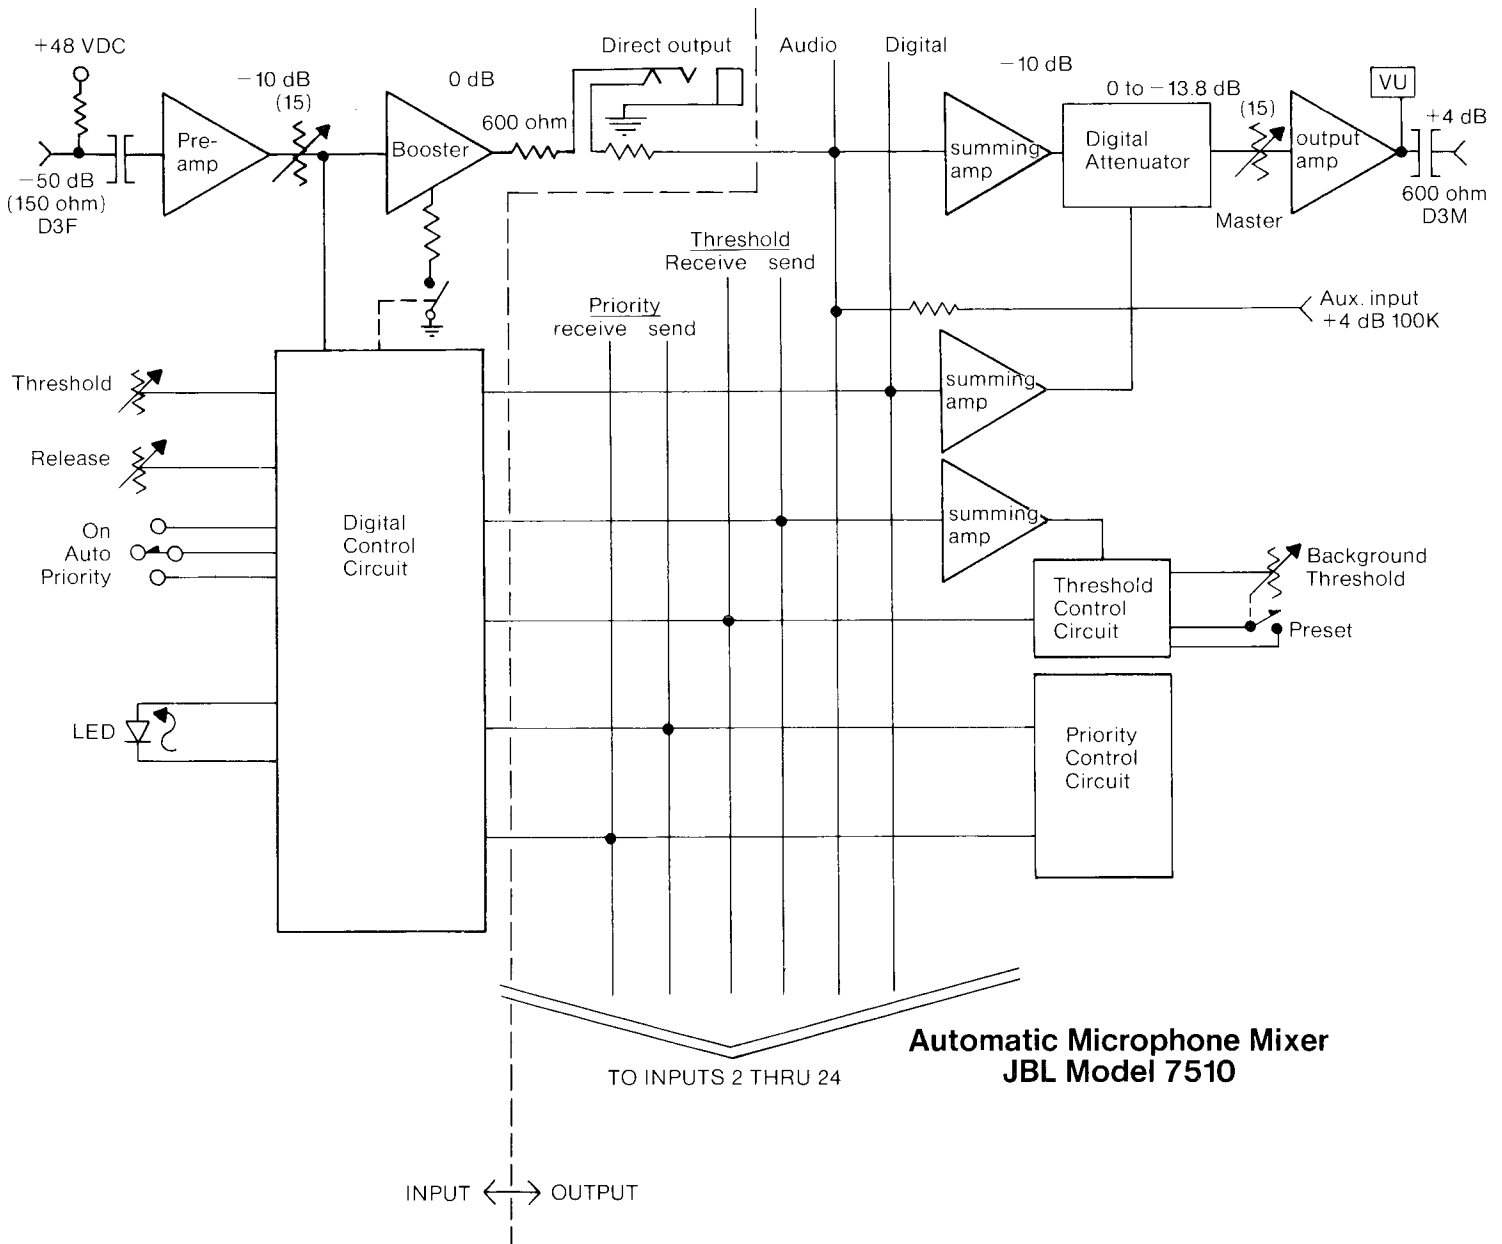 +48 VDC
−10 dB
(15)
0 dB
Direct output
Audio
Digital
−10 dB
0 to −13.8 dB
(15)
VU
+4 dB
Pre-
amp
Booster
600 ohm
summing
amp
Digital
Attenuator
output
amp
−50 dB
(150 ohm)
D3F
600 ohm
D3M
Master
Threshold
Receive send
Priority
receive send
Aux. input
+4 dB 100K
Threshold
summing
amp
Release
Digital
Control
Circuit
summing
amp
On
Auto
Priority
Threshold
Control
Circuit
Background
Threshold
Preset
LED
Priority
Control
Circuit
Automatic Microphone Mixer
JBL Model 7510
TO INPUTS 2 THRU 24
INPUT
OUTPUT